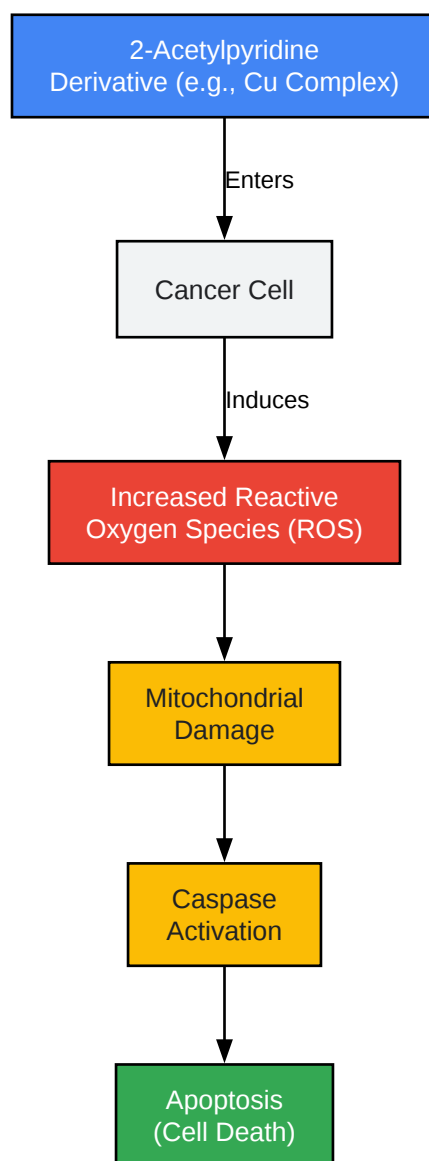 2-Acetylpyridine
Derivative (e.g., Cu Complex)
Enters
Cancer Cell
Induces
Increased Reactive
Oxygen Species (ROS)
Mitochondrial
Damage
Caspase
Activation
Apoptosis
(Cell Death)